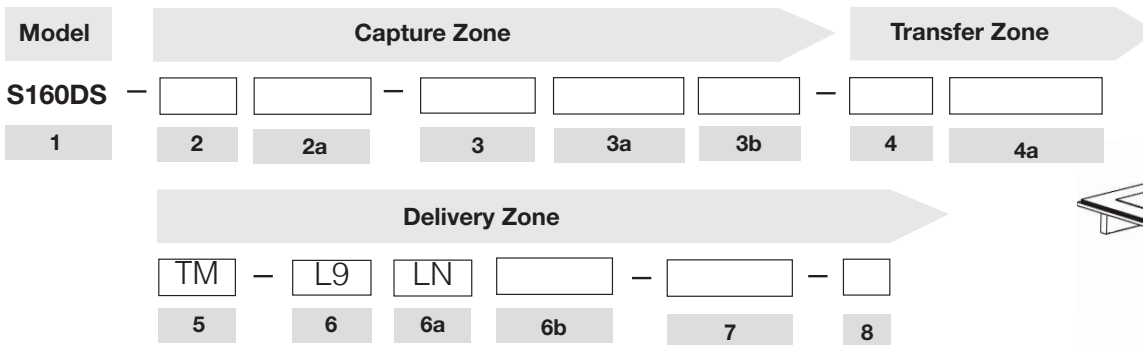 Model Capture Zone Transfer Zone
S160DS – – –
1 2 2a 3 3a 3b 4 4a
Delivery Zone
TM – L9 LN – –
5 6 6a 6b 7 8